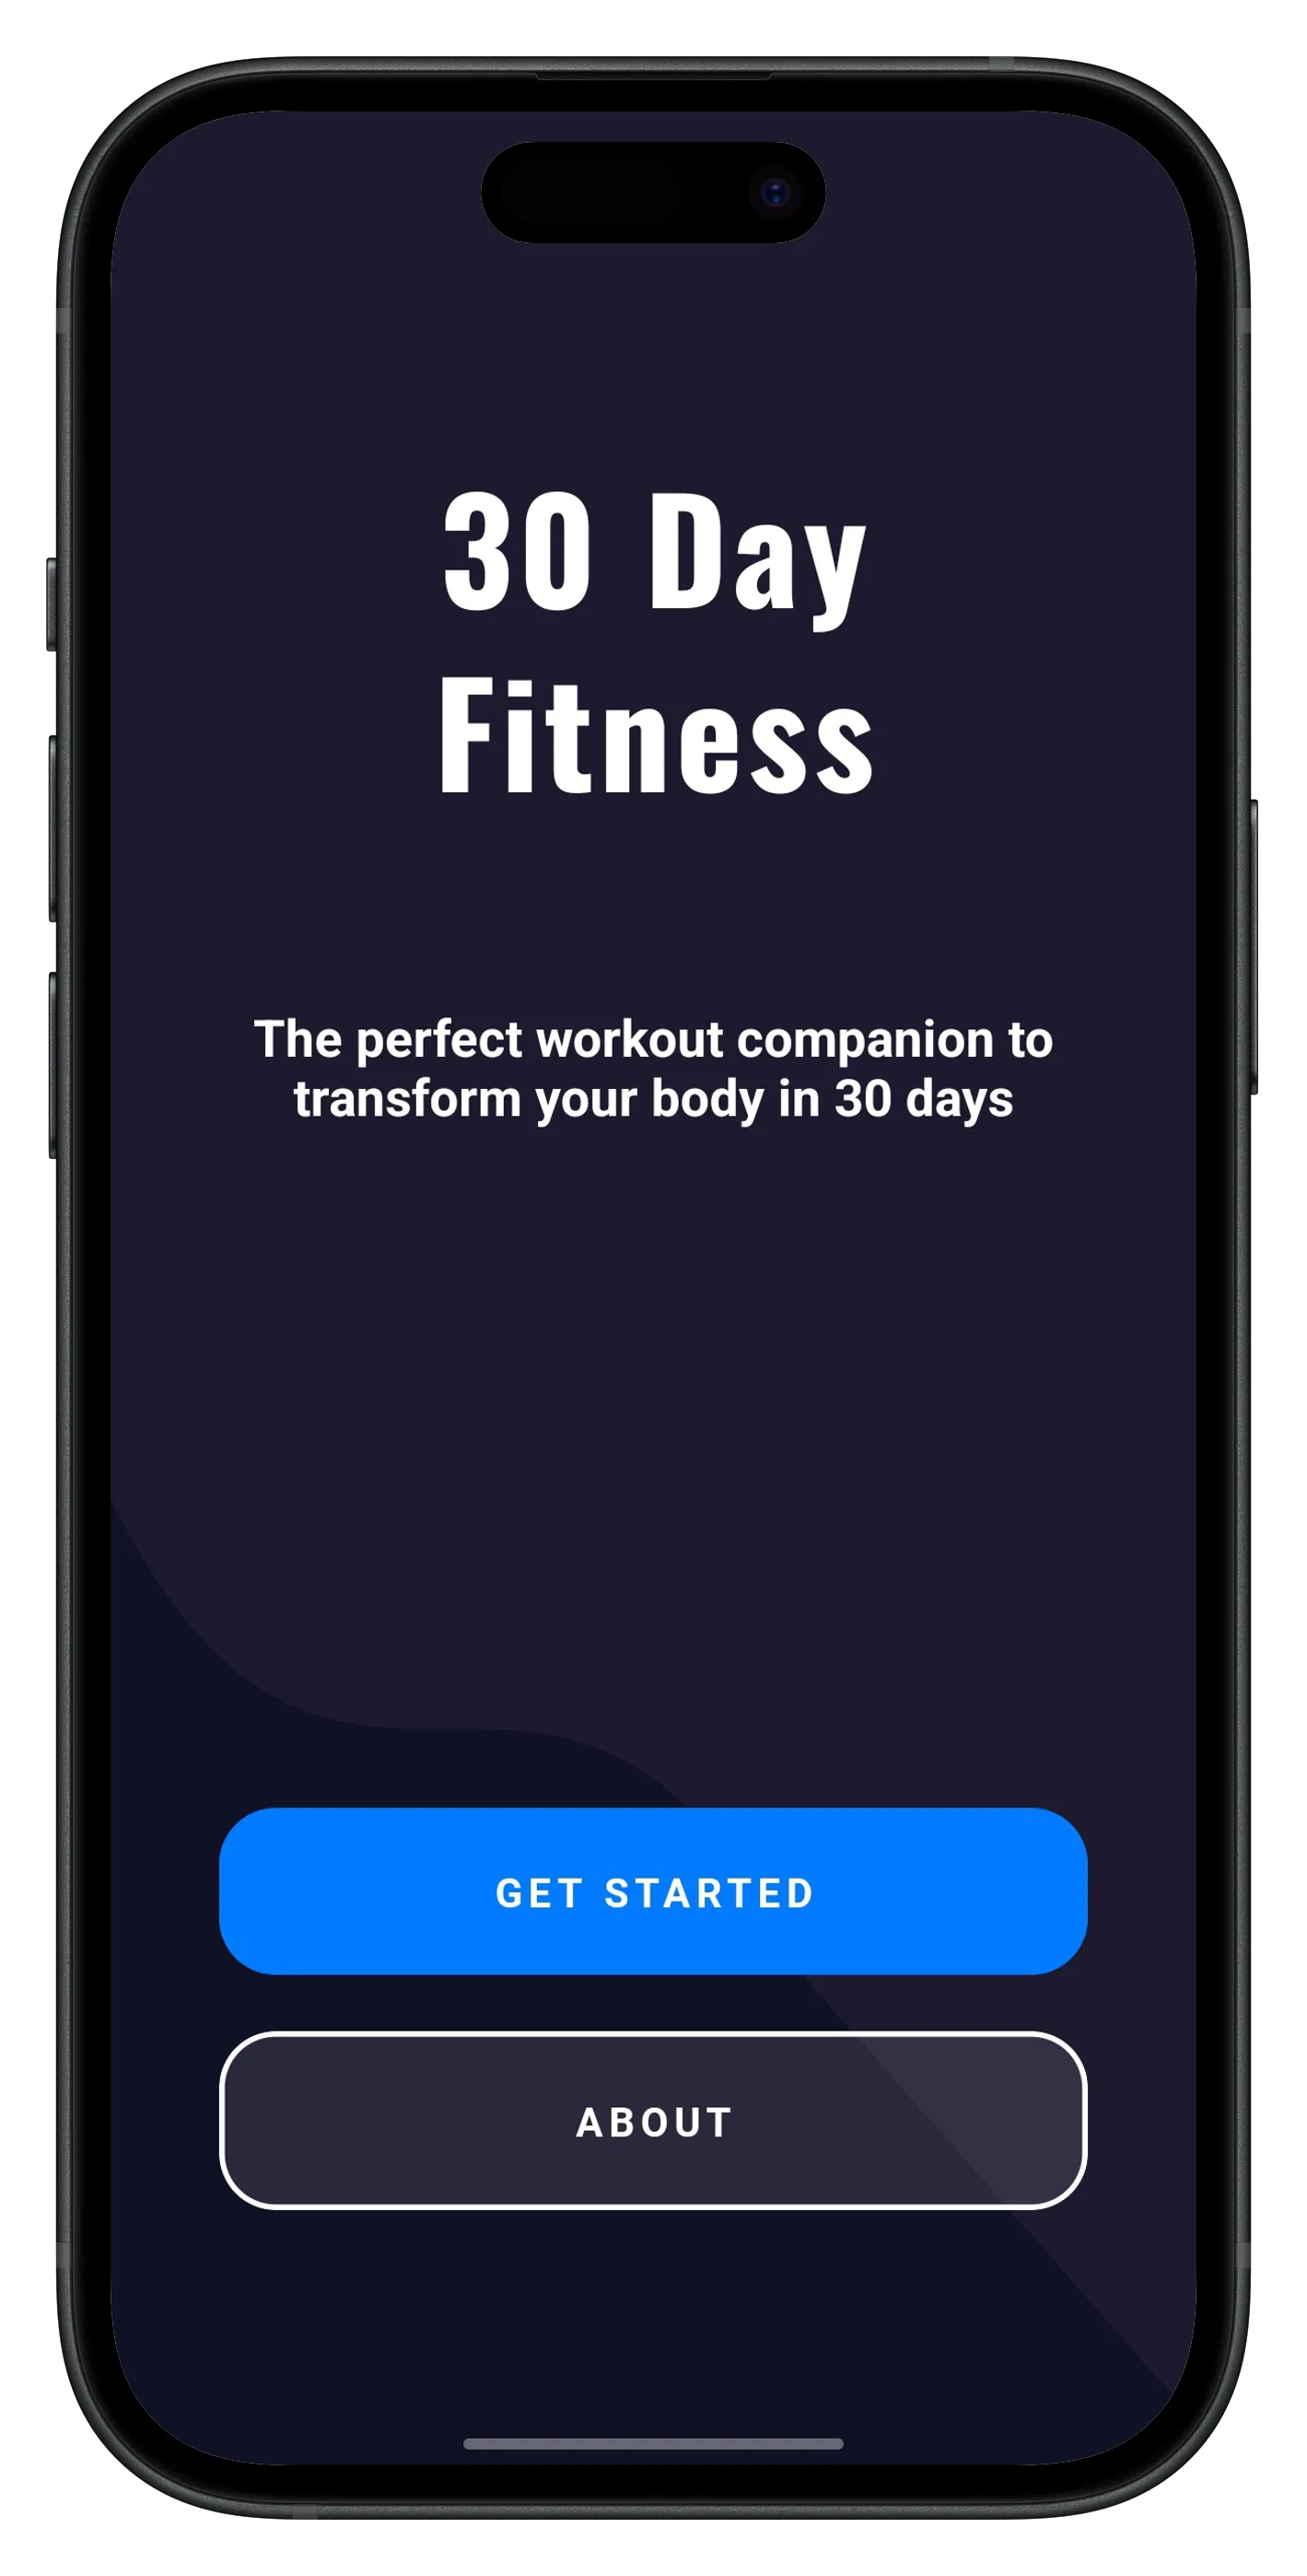 30 Day
Fitness
The perfect workout companion to
transform your body in 30 days
GET STARTED
ABOUT